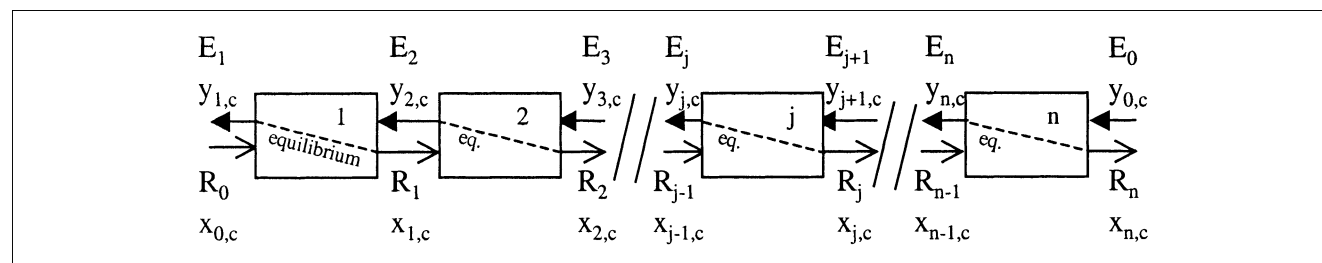 E₁ E₂ E₃ Eⱼ Eⱼ₊₁ Eₙ E₀
y₁,c y₂,c y₃,c yⱼ,c yⱼ₊₁,c yₙ,c y₀,c
1 2 j n
equilibrium eq. eq. eq.
R₀ R₁ R₂ Rⱼ₋₁ Rⱼ Rₙ₋₁ Rₙ
x₀,c x₁,c x₂,c xⱼ₋₁,c xⱼ,c xₙ₋₁,c xₙ,c